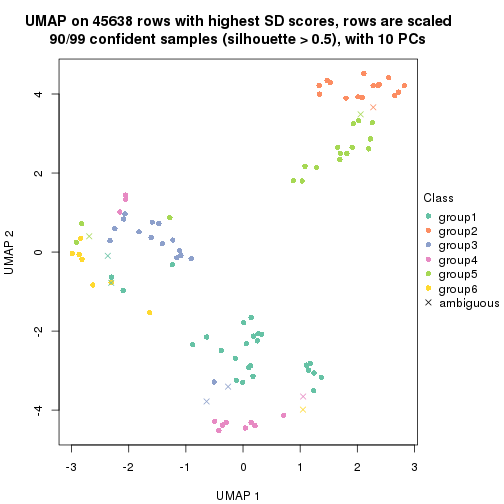 UMAP on 45638 rows with highest SD scores, rows are scaled
90/99 confident samples (silhouette > 0.5), with 10 PCs
4
2
0
-2
-4
UMAP 2
-3
-2
-1
0
1
2
3
UMAP 1
Class
group1
group2
group3
group4
group5
group6
ambiguous